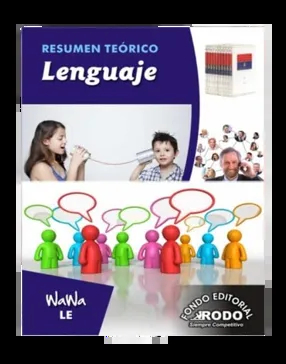 RESUMEN TEÓRICO
Lenguaje
WaWa
LE
FONDO EDITORIAL
RODO
Siempre Competitivo